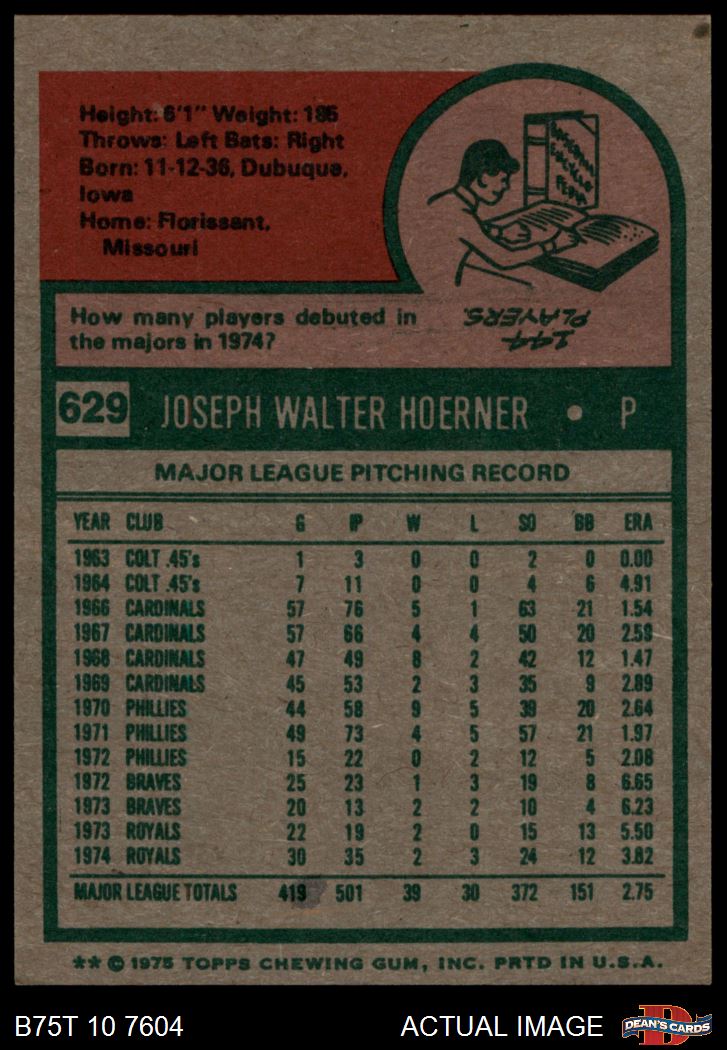 Height: 6'1" Weight: 185
Throws: Left Bats: Right
Born: 11-12-36, Dubuque,
Iowa
Home: Florissant,
Missouri
How many players debuted in
the majors in 1974?
144
PLAYERS.
629 JOSEPH WALTER HOERNER • P
MAJOR LEAGUE PITCHING RECORD
YEAR CLUB G IP W L SO BB ERA
1963 COLT .45's 1 3 0 0 2 0 0.00
1964 COLT .45's 7 11 0 0 4 6 4.91
1966 CARDINALS 57 76 5 1 63 21 1.54
1967 CARDINALS 57 66 4 4 50 20 2.59
1968 CARDINALS 47 49 8 2 42 12 1.47
1969 CARDINALS 45 53 2 3 35 9 2.89
1970 PHILLIES 44 58 9 5 39 20 2.64
1971 PHILLIES 49 73 4 5 57 21 1.97
1972 PHILLIES 15 22 0 2 12 5 2.08
1972 BRAVES 25 23 1 3 19 8 6.65
1973 BRAVES 20 13 2 2 10 4 6.23
1973 ROYALS 22 19 2 0 15 13 5.50
1974 ROYALS 30 35 2 3 24 12 3.82
MAJOR LEAGUE TOTALS 419 501 39 30 372 151 2.75
** © 1975 TOPPS CHEWING GUM, INC. PRTD IN U.S.A.
B75T 10 7604 ACTUAL IMAGE D DEAN'S CARDS